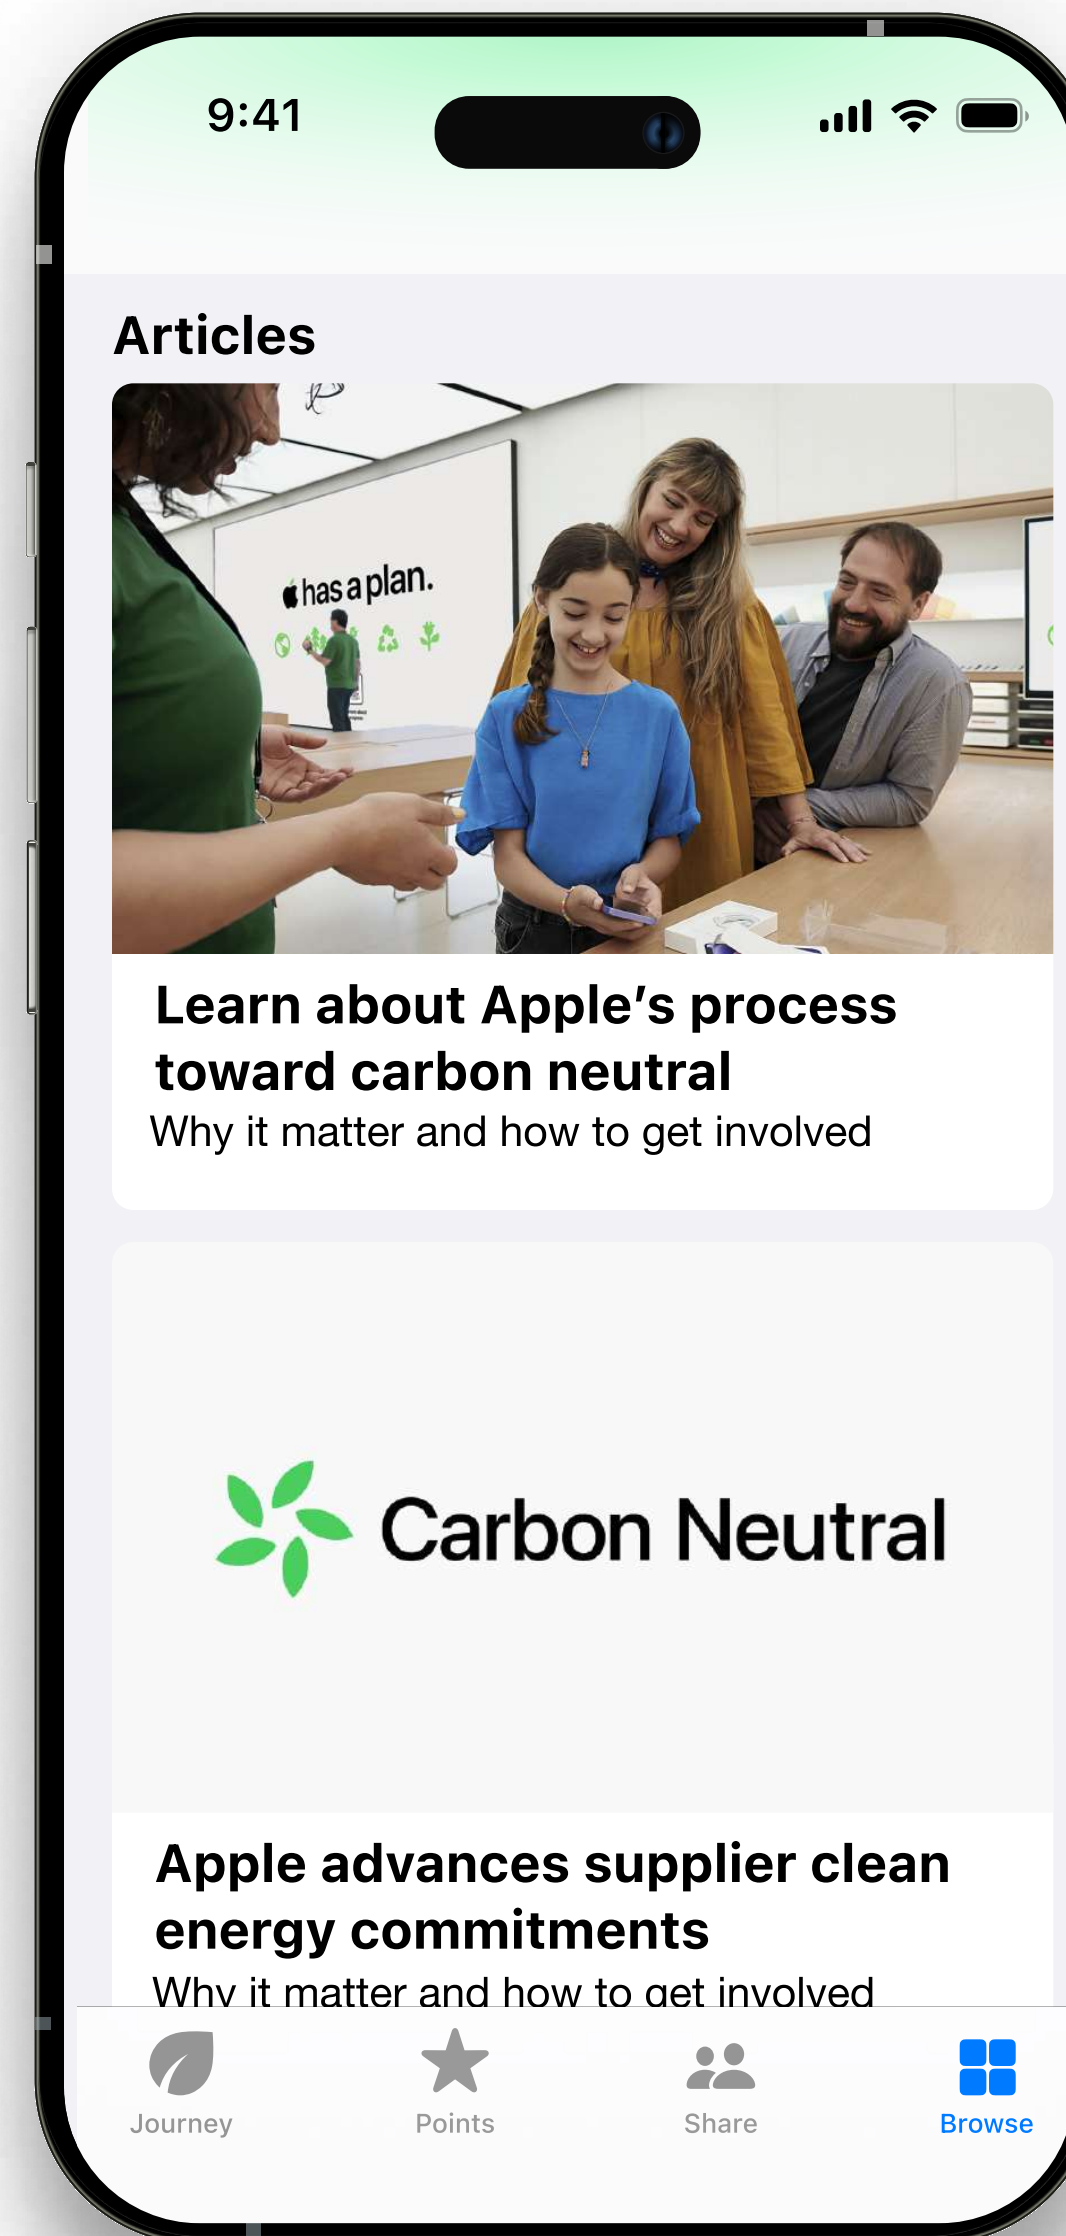 9:41
Articles
has a plan.
Learn about Apple’s process
toward carbon neutral
Why it matter and how to get involved
Carbon Neutral
Apple advances supplier clean
energy commitments
Why it matter and how to get involved
Journey
Points
Share
Browse